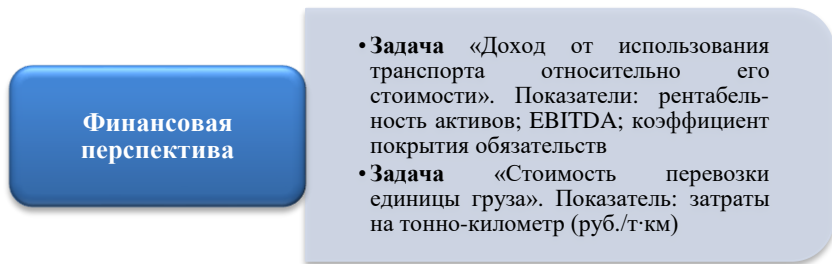 Финансовая
перспектива
• Задача «Доход от использования
транспорта относительно его
стоимости». Показатели: рентабель-
ность активов; EBITDA; коэффициент
покрытия обязательств
• Задача «Стоимость перевозки
единицы груза». Показатель: затраты
на тонно-километр (руб./т·км)